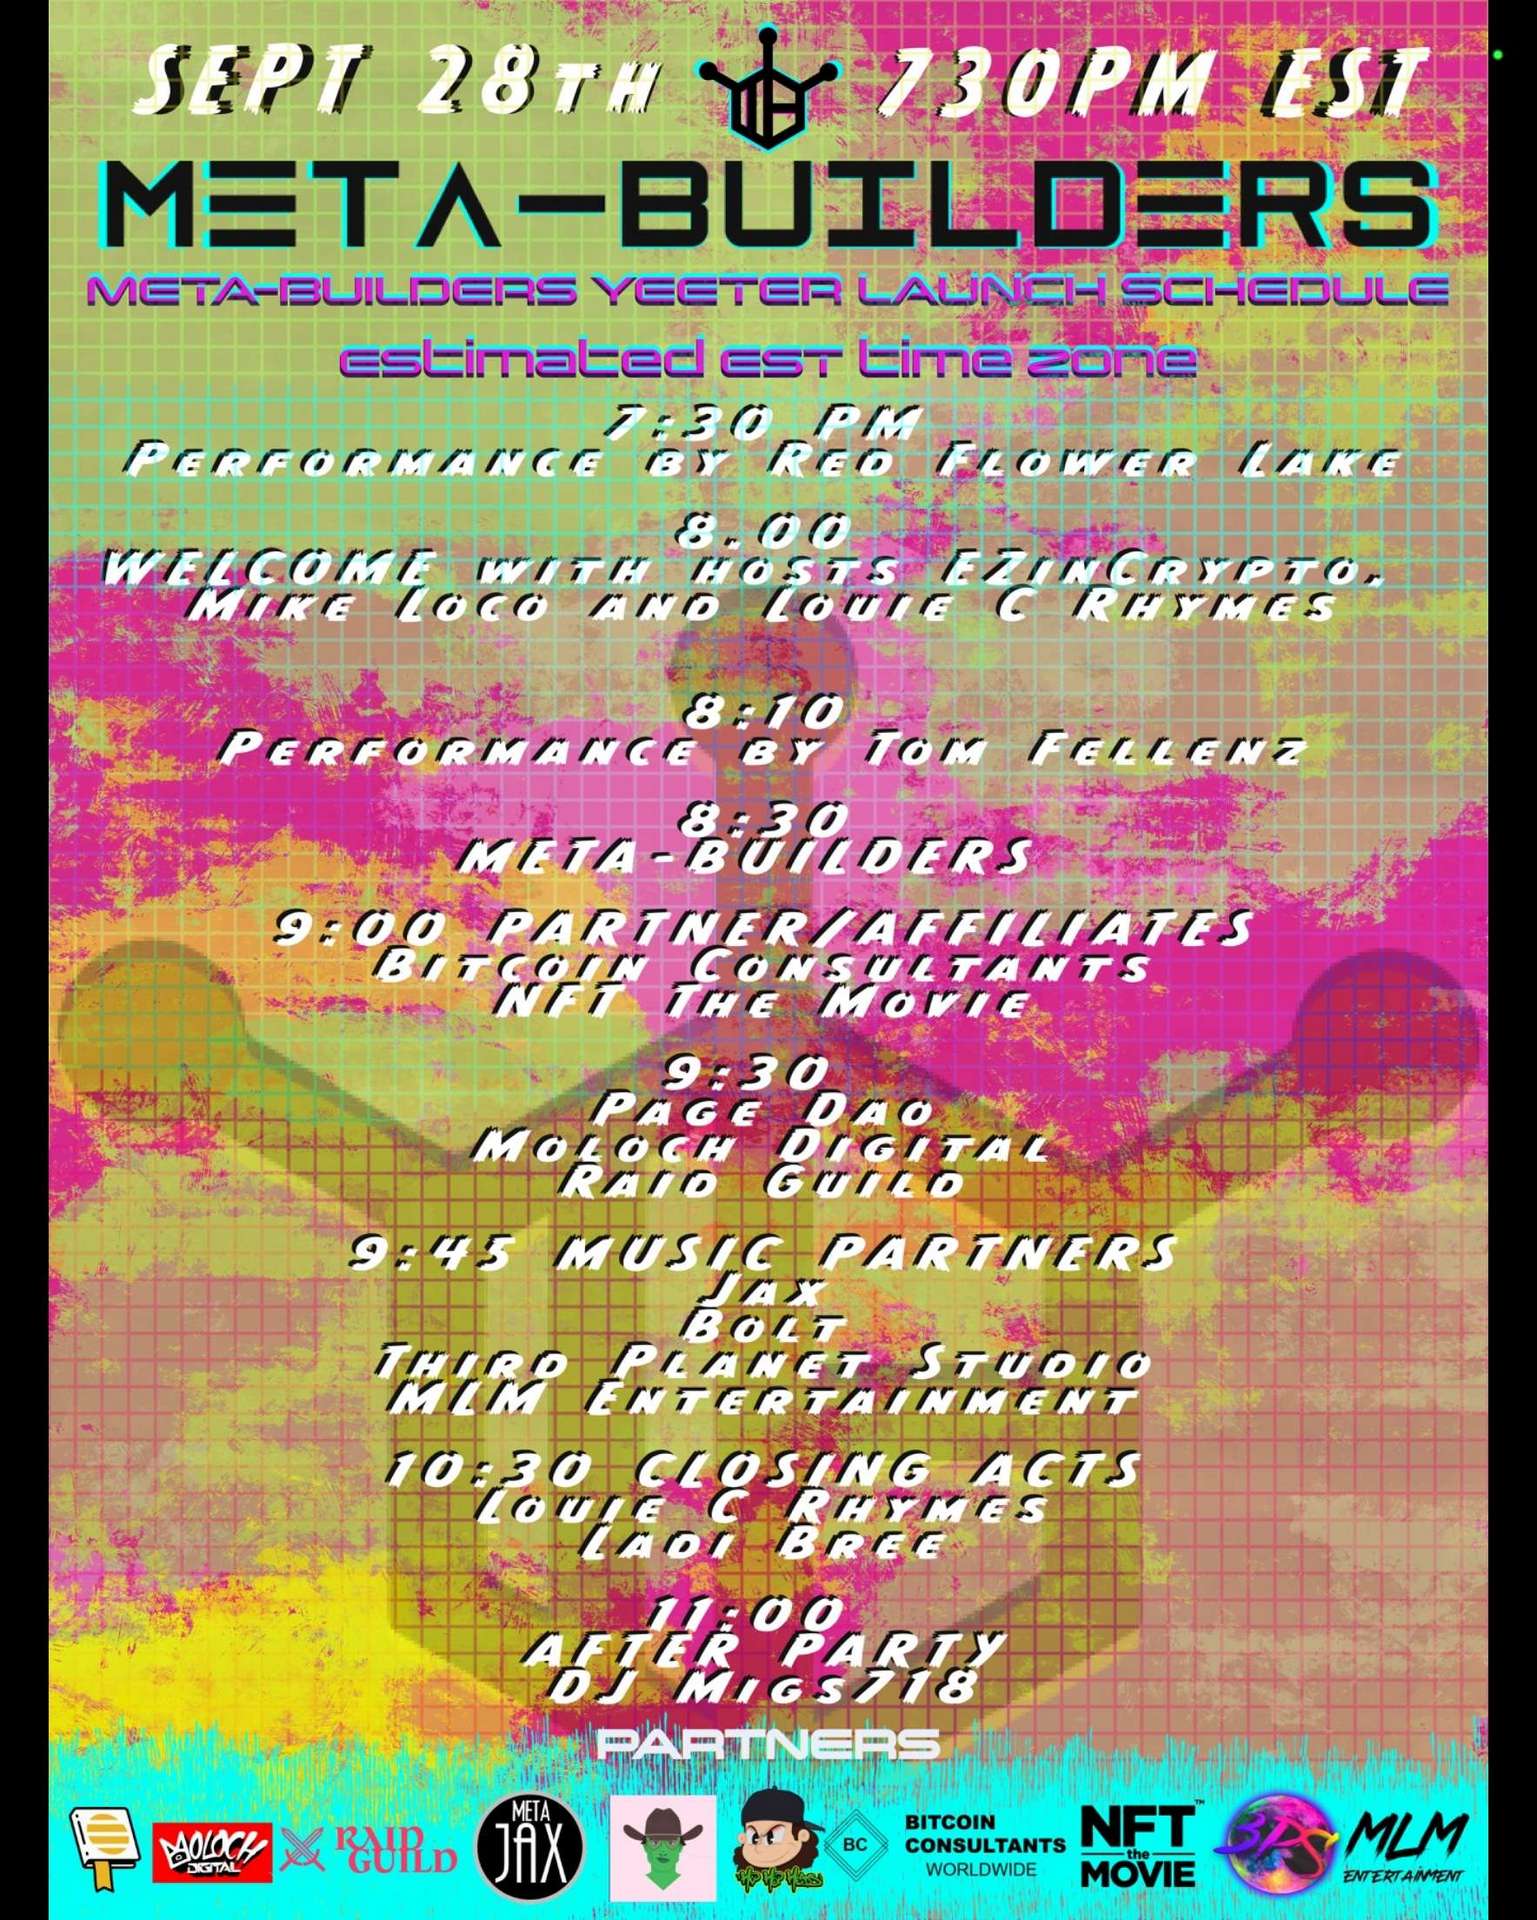 SEPT 28TH 730PM EST
META-BUILDERS
META-BUILDERS YEETER LAUNCH SCHEDULE
estimated EST time zone
7:30 PM
Performance by Red Flower Lake
8.00
WELCOME with hosts EZinCrypto,
Mike Loco and Louie C Rhymes
8:10
Performance by Tom Fellenz
8:30
META-BUILDERS
9:00 PARTNER/AFFILIATES
Bitcoin Consultants
NFT The Movie
9:30
Page Dao
Moloch Digital
Raid Guild
9:45 MUSIC PARTNERS
Jax
Bolt
Third Planet Studio
MLM Entertainment
10:30 CLOSING ACTS
Louie C Rhymes
Ladi Bree
11:00
AFTER PARTY
DJ Migs718
PARTNERS
MOLOCH
DIGITAL
RAID
GUILD
META
JAX
BC
BITCOIN
CONSULTANTS
WORLDWIDE
NFT™
the
MOVIE
3PS
MLM
ENTERTAINMENT